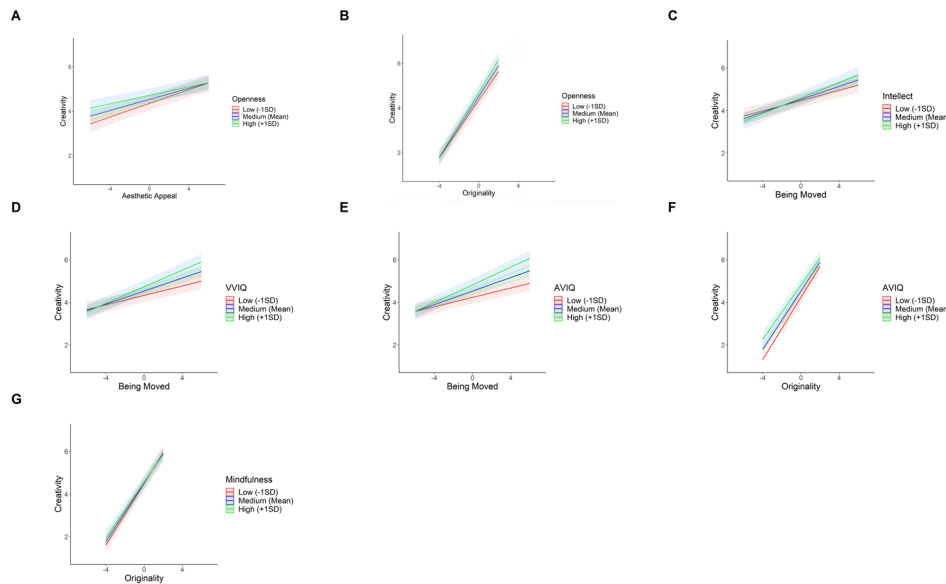 A
6
4
2
Creativity
-4 0 4
Aesthetic Appeal
Openness
Low (-1SD)
Medium (Mean)
High (+1SD)
B
6
4
2
Creativity
-4 0 4
Originality
Openness
Low (-1SD)
Medium (Mean)
High (+1SD)
C
6
4
2
Creativity
-4 0 4
Being Moved
Intellect
Low (-1SD)
Medium (Mean)
High (+1SD)
D
6
4
2
Creativity
-4 0 4
Being Moved
VVIQ
Low (-1SD)
Medium (Mean)
High (+1SD)
E
6
4
2
Creativity
-4 0 4
Being Moved
AVIQ
Low (-1SD)
Medium (Mean)
High (+1SD)
F
6
4
2
Creativity
-4 0 4
Originality
AVIQ
Low (-1SD)
Medium (Mean
High (+1SD)
G
6
4
2
Creativity
-4 0 4
Originality
Mindfulness
Low (-1SD)
Medium (Mean)
High (+1SD)